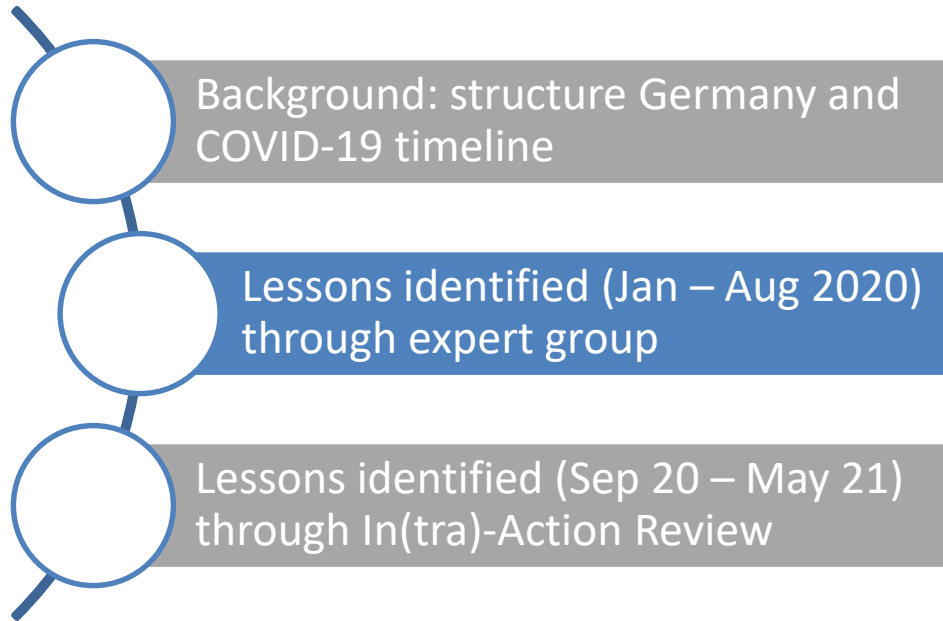 Background: structure Germany and
COVID-19 timeline
Lessons identified (Jan – Aug 2020)
through expert group
Lessons identified (Sep 20 – May 21)
through In(tra)-Action Review